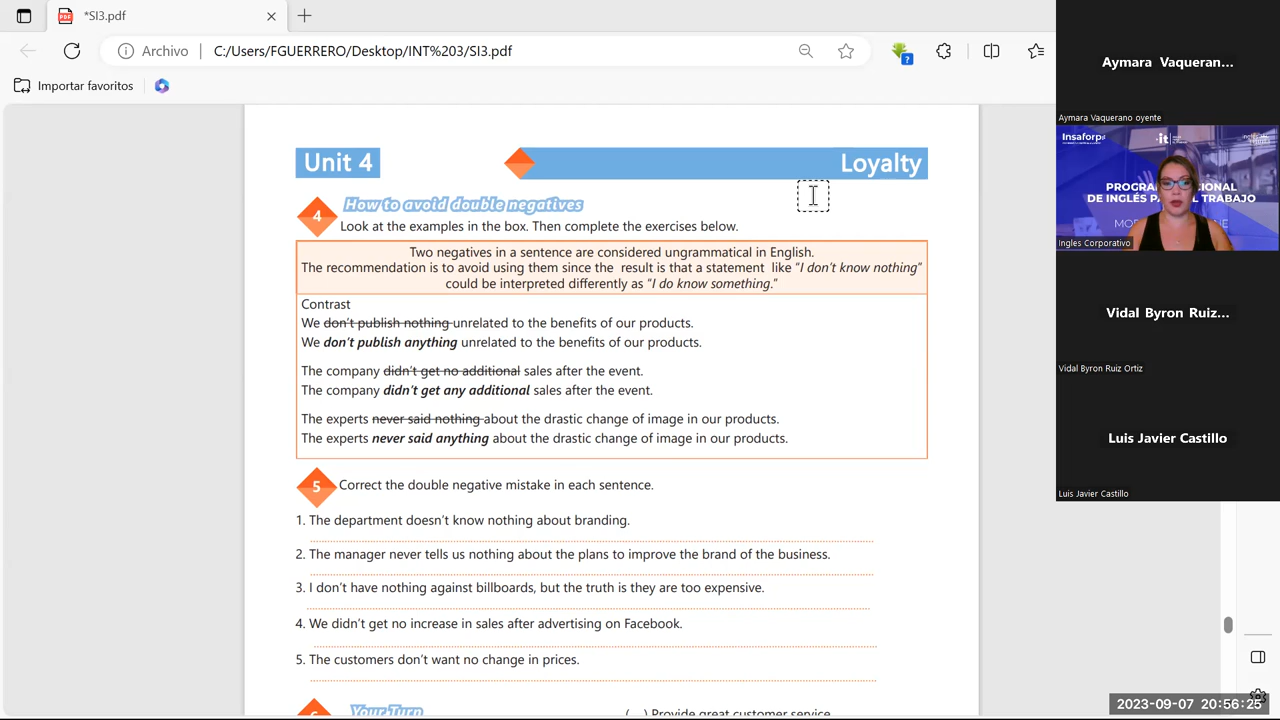 *SI3.pdf
Archivo
C:/Users/FGUERRERO/Desktop/INT%203/SI3.pdf
Importar favoritos
Unit 4
Loyalty
4
How to avoid double negatives
Look at the examples in the box. Then complete the exercises below.
Two negatives in a sentence are considered ungrammatical in English.
The recommendation is to avoid using them since the result is that a statement like "I don't know nothing"
could be interpreted differently as "I do know something."
Contrast
We don't publish nothing unrelated to the benefits of our products.
We don't publish anything unrelated to the benefits of our products.
The company didn't get no additional sales after the event.
The company didn't get any additional sales after the event.
The experts never said nothing about the drastic change of image in our products.
The experts never said anything about the drastic change of image in our products.
5
Correct the double negative mistake in each sentence.
1. The department doesn't know nothing about branding.
2. The manager never tells us nothing about the plans to improve the brand of the business.
3. I don't have nothing against billboards, but the truth is they are too expensive.
4. We didn't get no increase in sales after advertising on Facebook.
5. The customers don't want no change in prices.
Your Turn
(...) Provide great customer service
Aymara Vaqueran...
Aymara Vaquerano oyente
Insaforp
Ingles Corporativo
Vidal Byron Ruiz...
Vidal Byron Ruiz Ortiz
Luis Javier Castillo
Luis Javier Castillo
2023-09-07 20:56:25